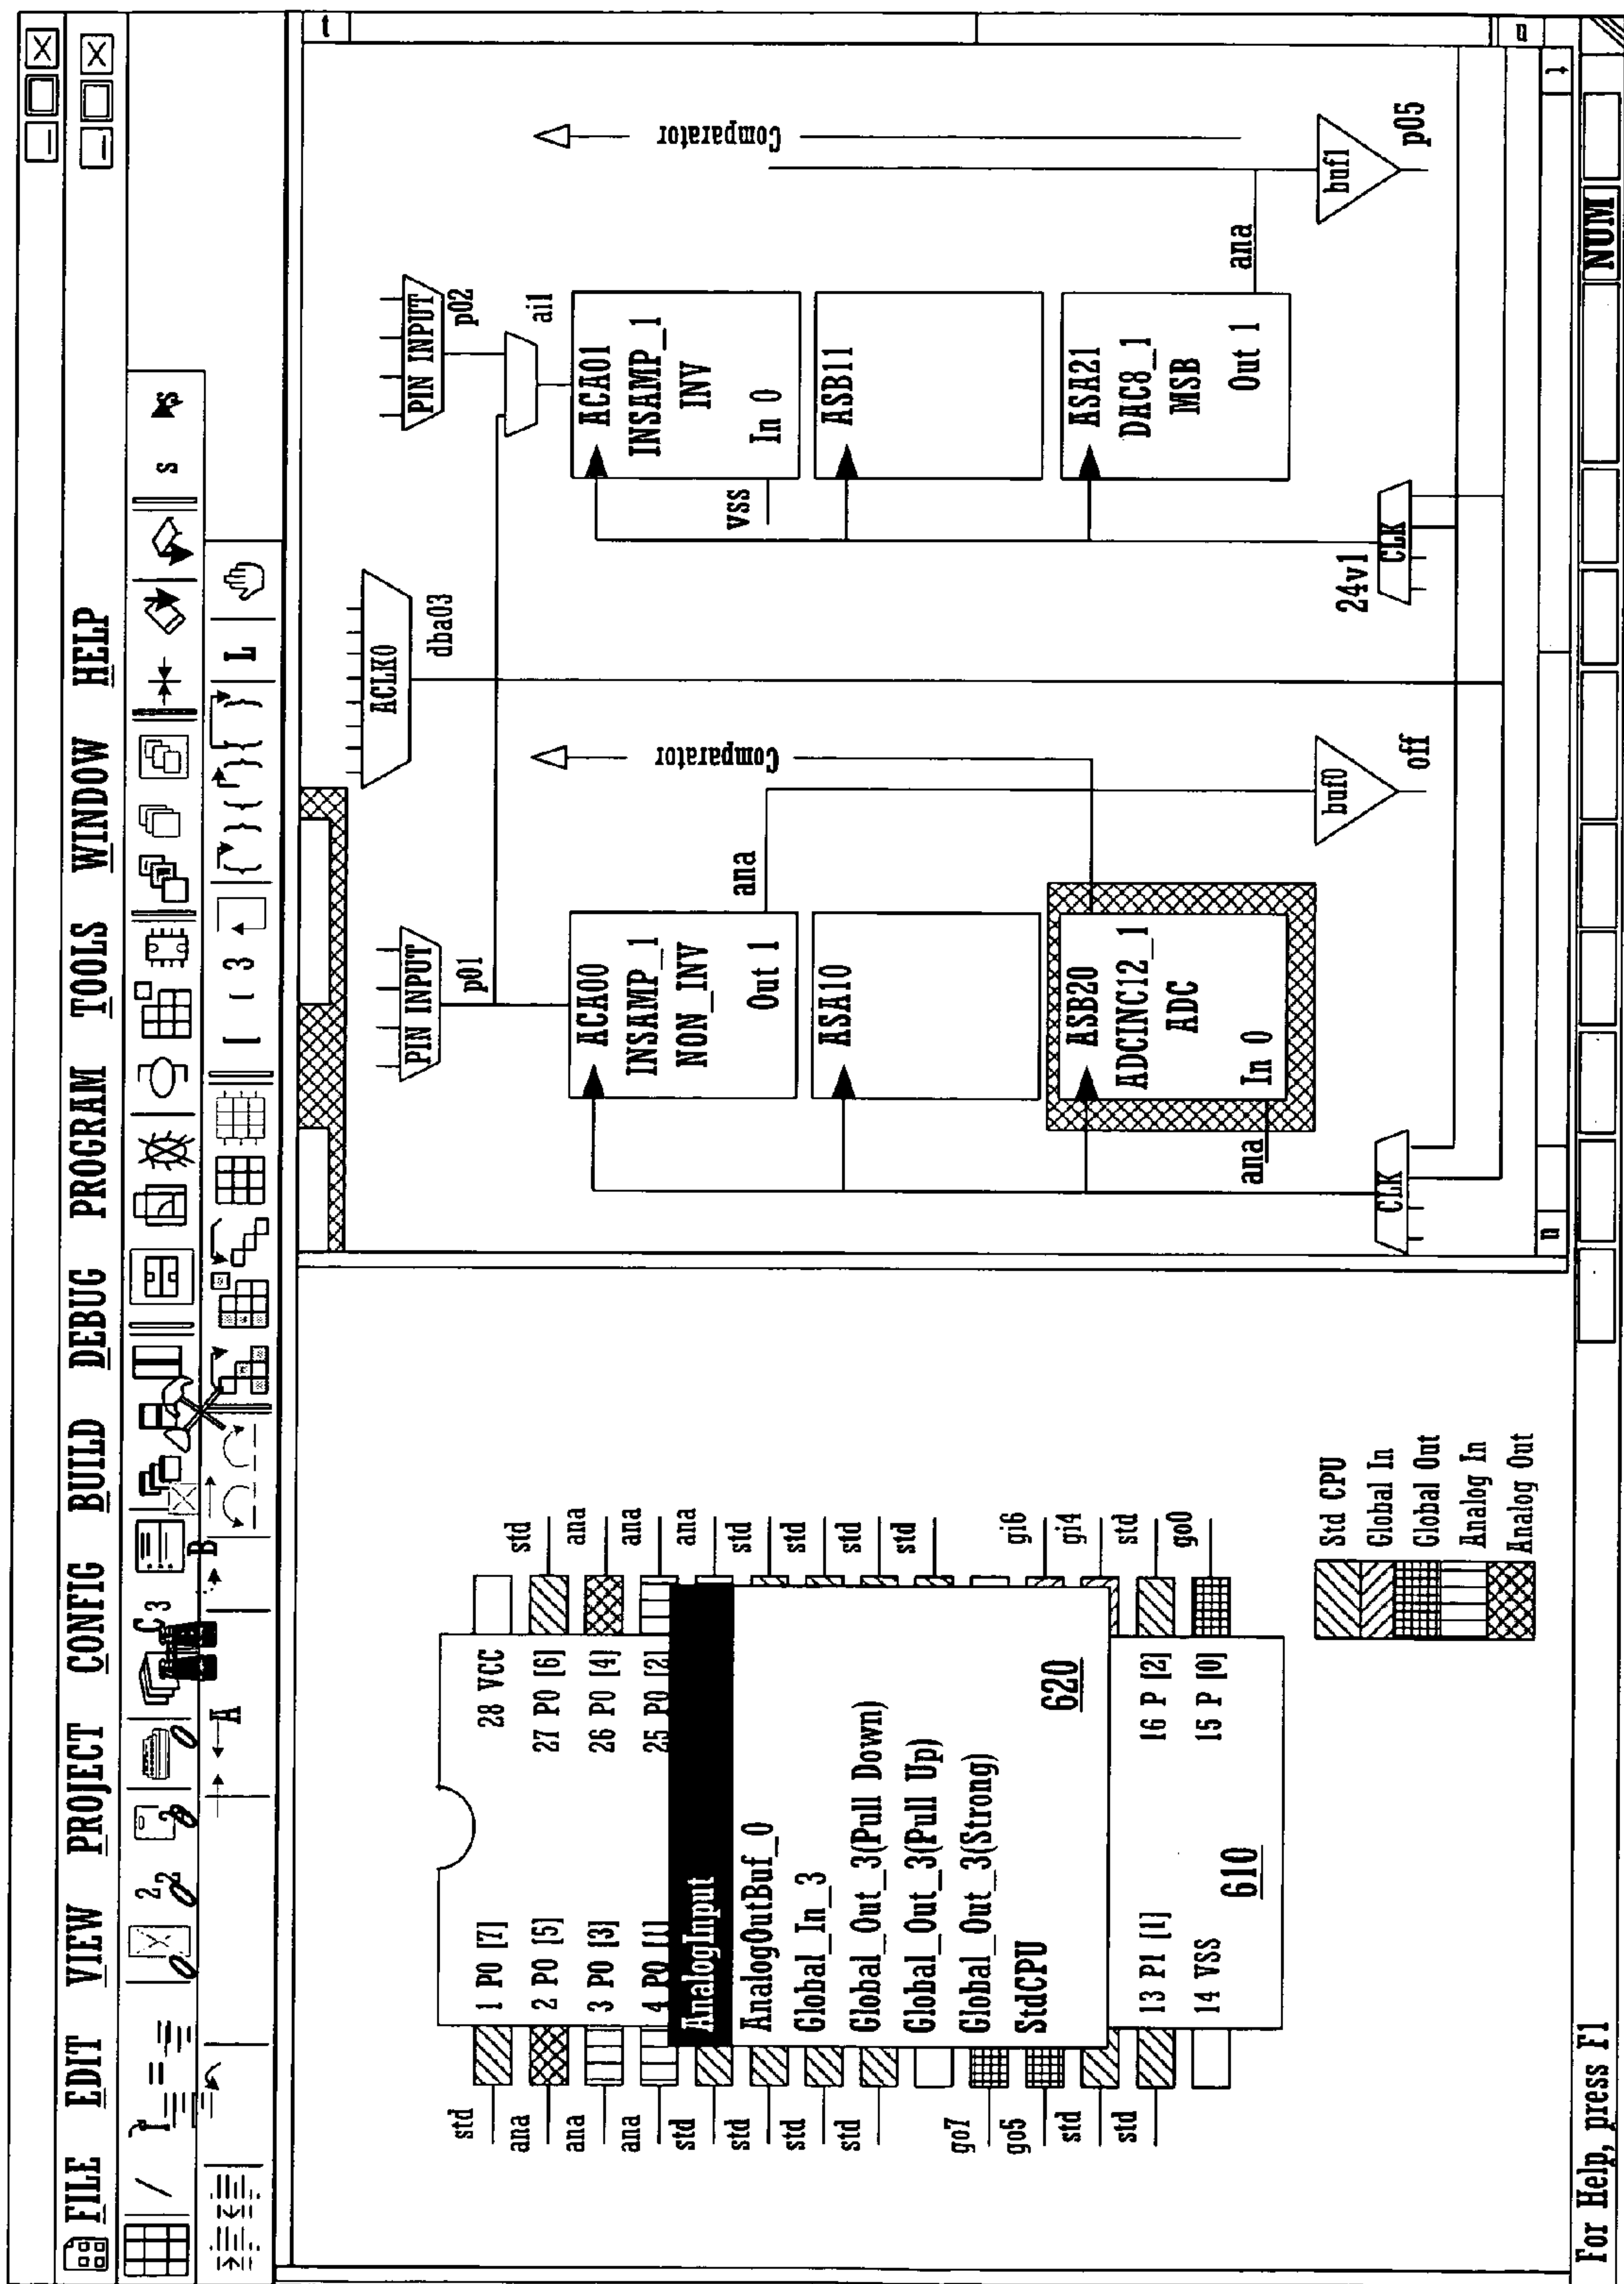 FILE EDIT VIEW PROJECT CONFIG BUILD DEBUG PROGRAM TOOLS WINDOW HELP
2 2
2
C 3
s s
A
B
[ ( 3
{ } { } { }
L
1 P0 [7]
2 P0 [5]
3 P0 [3]
4 P0 [1]
13 P1 [1]
14 VSS
28 VCC
27 P0 [6]
26 P0 [4]
25 P0 [2]
16 P [2]
15 P [0]
610
std
ana
ana
ana
std
std
std
std
go7
go5
std
std
std
ana
ana
ana
std
std
std
std
gi6
gi4
std
go0
AnalogInput
AnalogOutBuf_0
Global_In_3
Global_Out_3(Pull Down)
Global_Out_3(Pull Up)
Global_Out_3(Strong)
StdCPU
620
Std CPU
Global In
Global Out
Analog In
Analog Out
PIN INPUT
p01
ACLK0
dba03
PIN INPUT
p02
ai1
ACA00
INSAMP_1
NON_INV
Out 1
ana
ASA10
ASB20
ADCINC12_1
ADC
In 0
ana
Comparator
buf0
off
CLK
ACA01
INSAMP_1
INV
In 0
VSS
ASB11
ASA21
DAC8_1
MSB
Out 1
ana
Comparator
buf1
p05
24v1
CLK
For Help, press F1
NUM